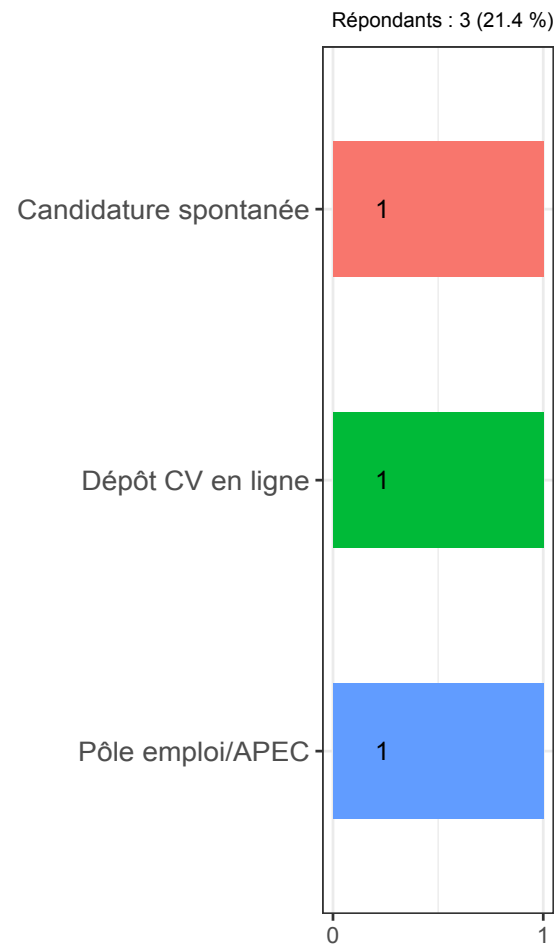 Répondants : 3 (21.4 %)
Candidature spontanée 1
Dépôt CV en ligne 1
Pôle emploi/APEC 1
0 1